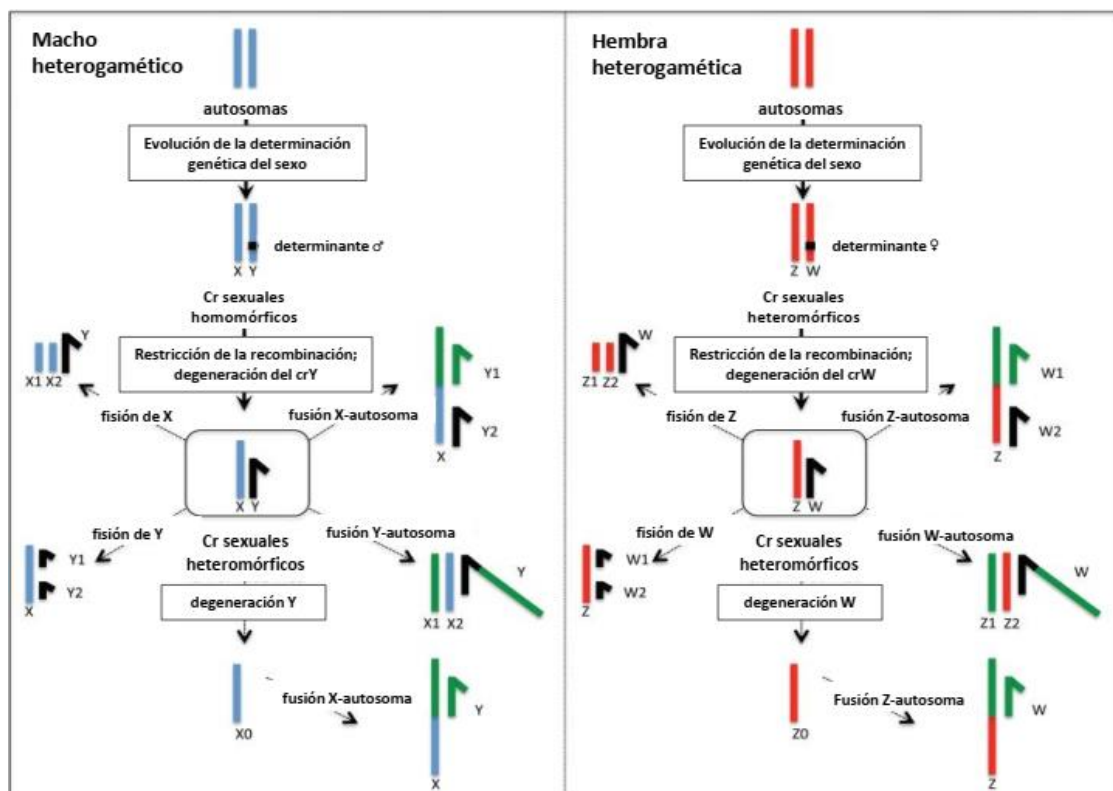 Macho
heterogamético
autosomas
Evolución de la determinación
genética del sexo
X Y
determinante ♂
Cr sexuales
homomórficos
Y
X1 X2
Restricción de la recombinación;
degeneración del crY
Y1
Y2
X
fisión de X
fusión X-autosoma
X Y
fisión de Y
fusión Y-autosoma
Cr sexuales
heteromórficos
Y1
Y2
X
Y
X1 X2
degeneración Y
X0
fusión X-autosoma
Y
X
Hembra
heterogamética
autosomas
Evolución de la determinación
genética del sexo
Z W
determinante ♀
Cr sexuales
heteromórficos
W
Z1 Z2
Restricción de la recombinación;
degeneración del crW
W1
W2
Z
fisión de Z
fusión Z-autosoma
Z W
fisión de W
fusión W-autosoma
Cr sexuales
heteromórficos
W1
W2
Z
W
Z1 Z2
degeneración W
Z0
Fusión Z-autosoma
W
Z